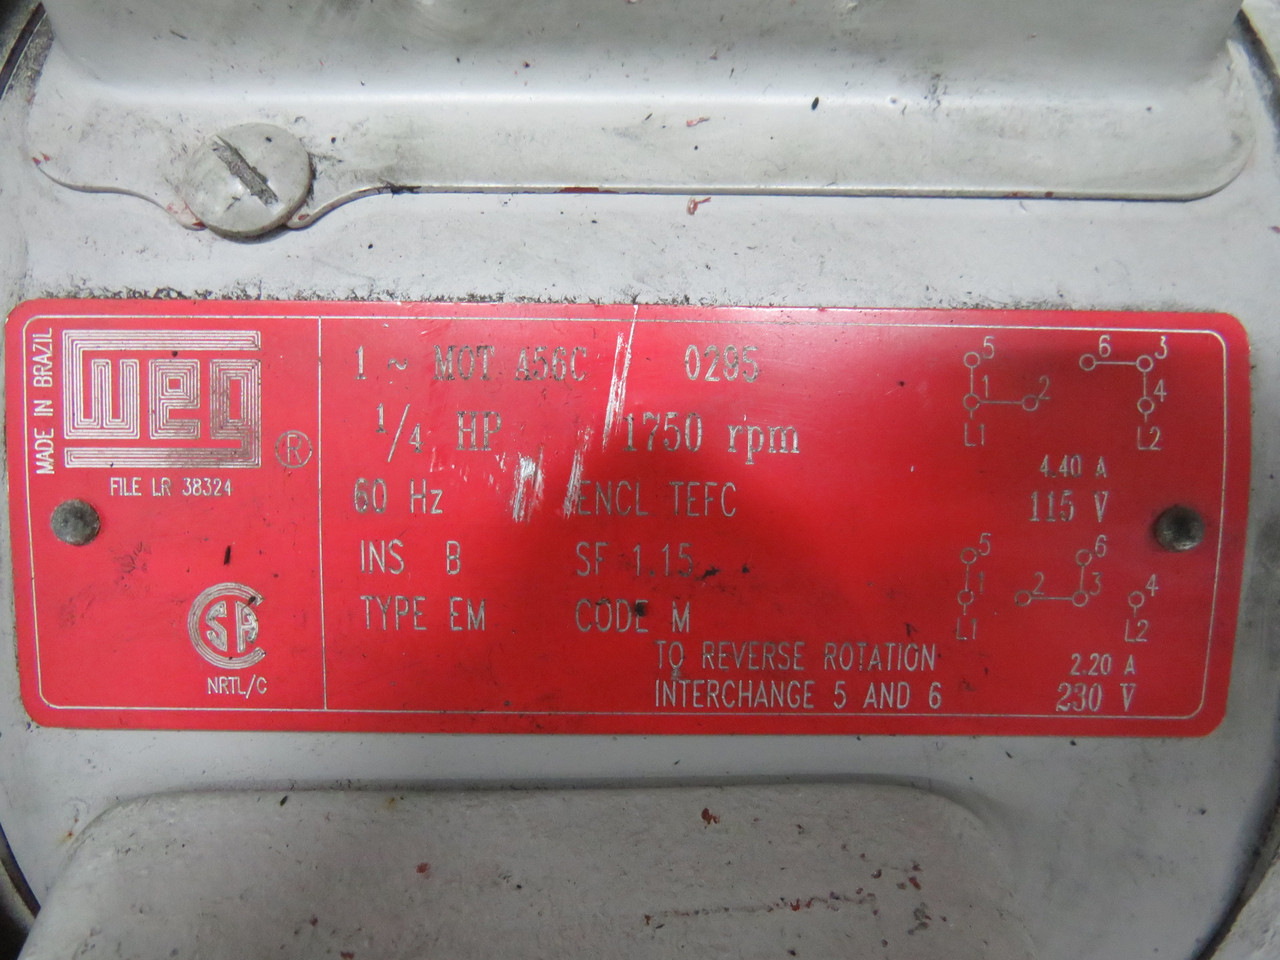 MADE IN BRAZIL
weg ®
FILE LR 38324
CSA
NRTL/C
1 ~ MOT A56C 0295
1/4 HP 1750 rpm
60 Hz ENCL TEFC
INS B SF 1.15
TYPE EM CODE M
TO REVERSE ROTATION
INTERCHANGE 5 AND 6
5 6 3
1 2 4
L1 L2
4.40 A
115 V
5 6
1 2 3 4
L1 L2
2.20 A
230 V